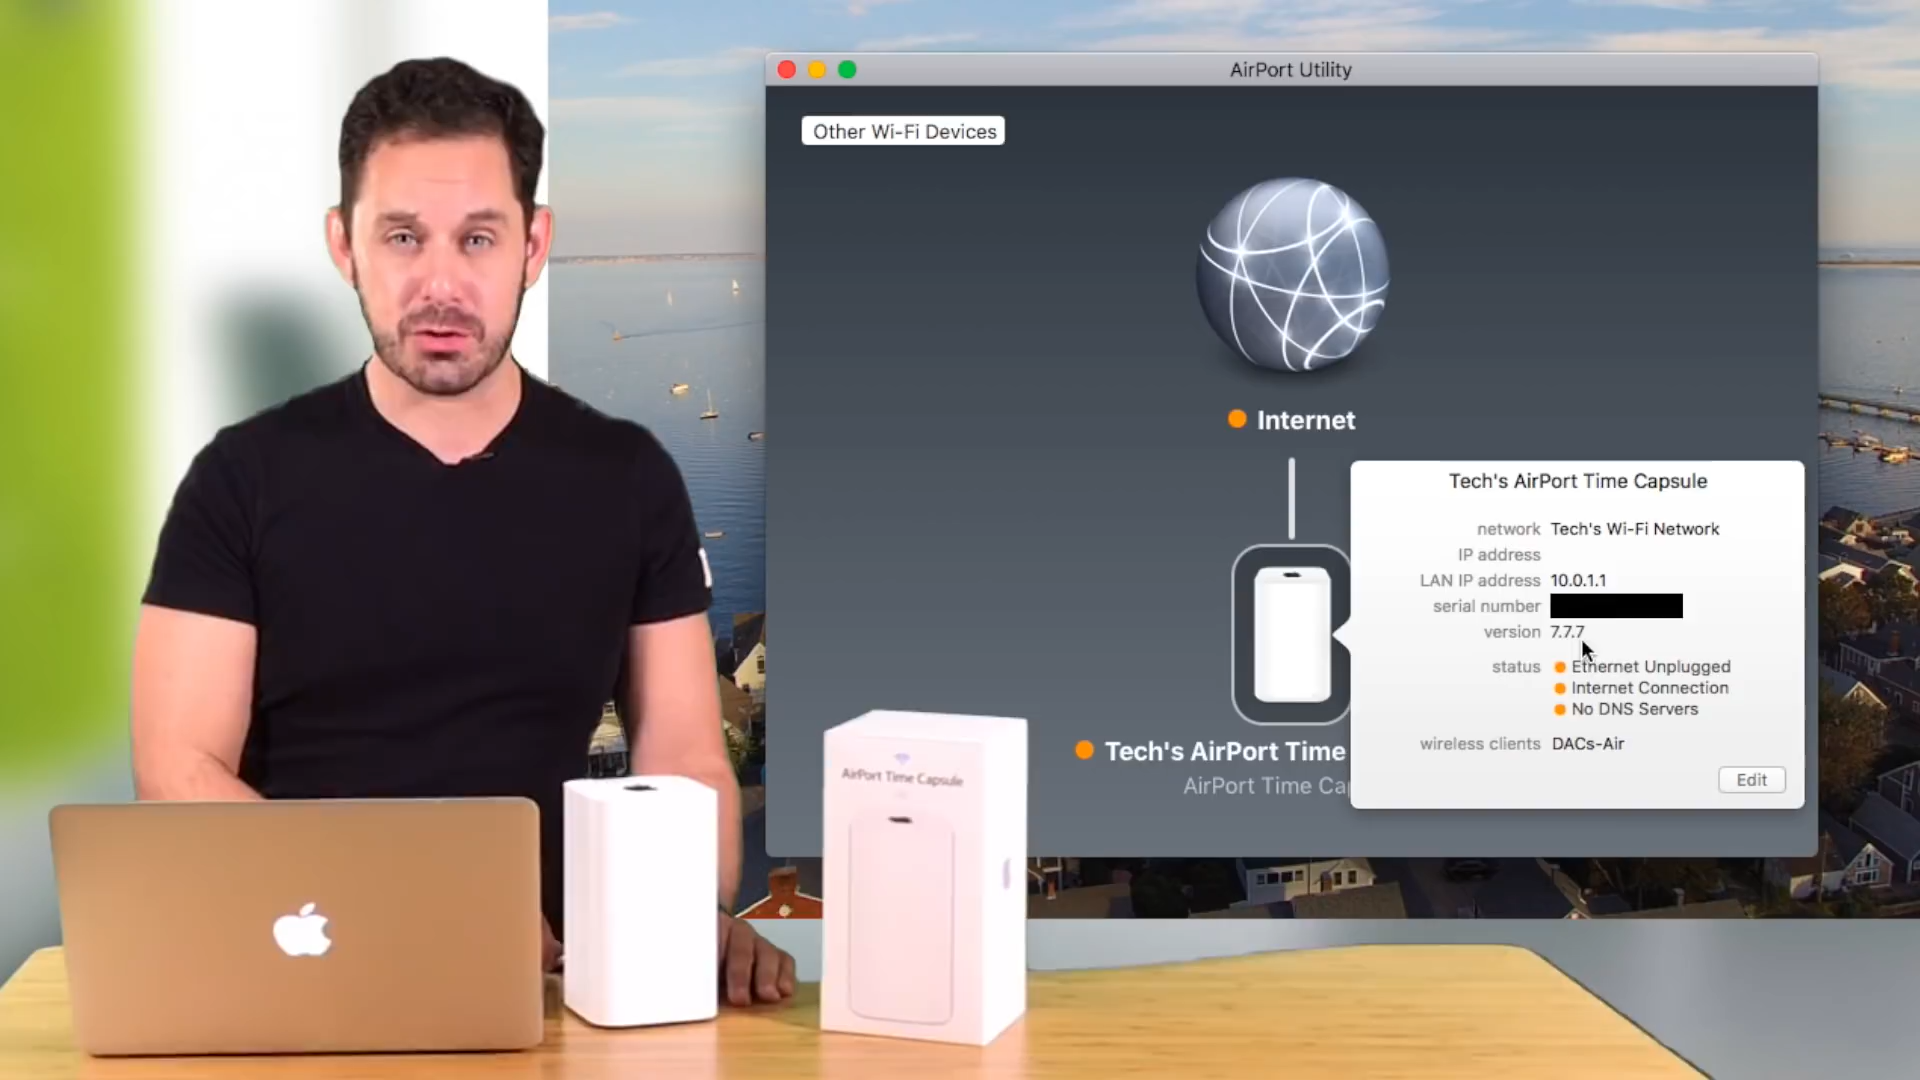 AirPort Utility
Other Wi-Fi Devices
Internet
Tech's AirPort Time Capsule
network Tech's Wi-Fi Network
IP address
LAN IP address 10.0.1.1
serial number
version 7.7.7
status Ethernet Unplugged
Internet Connection
No DNS Servers
wireless clients DACs-Air
Edit
Tech's AirPort Time
AirPort Time Ca
AirPort Time Capsule